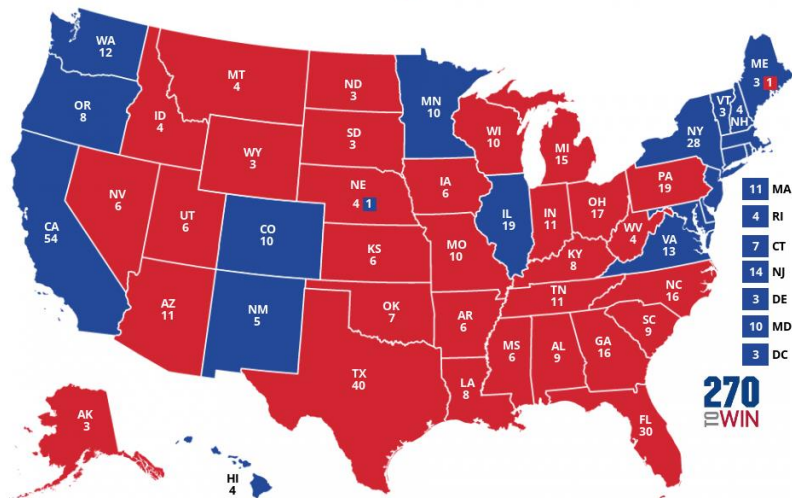 WA
12
OR
8
CA
54
NV
6
ID
4
MT
4
WY
3
UT
6
AZ
11
CO
10
NM
5
ND
3
SD
3
NE
4 1
KS
6
OK
7
TX
40
MN
10
IA
6
MO
10
AR
6
LA
8
WI
10
IL
19
MI
15
IN
11
OH
17
KY
8
TN
11
MS
6
AL
9
GA
16
FL
30
SC
9
NC
16
VA
13
WV
4
PA
19
NY
28
VT
3
4
NH
ME
3 1
11 MA
4 RI
7 CT
14 NJ
3 DE
10 MD
3 DC
AK
3
HI
4
270
TO WIN